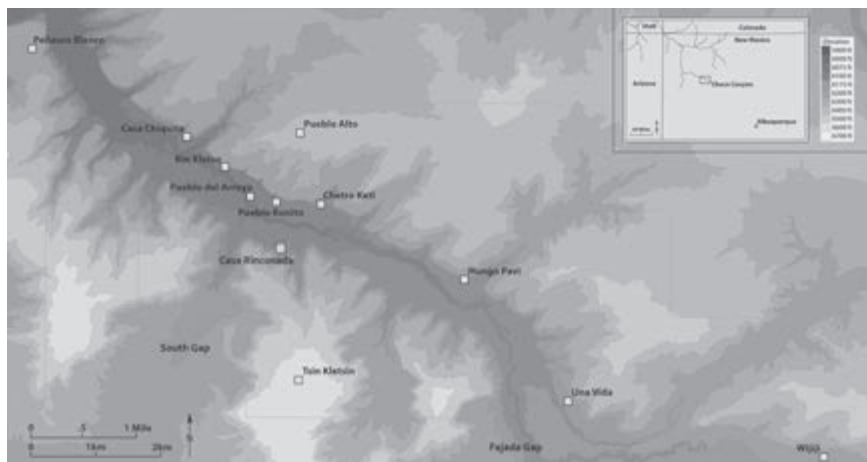 Peñasco Blanco
Casa Chiquita
Kin Kletso
Pueblo Alto
Pueblo del Arroyo
Pueblo Bonito
Chetro Ketl
Casa Rinconada
Hungo Pavi
South Gap
Tsin Kletsin
Una Vida
Fajada Gap
Wijiji
0 .5 1 Mile
0 1km 2km
N
Utah
Colorado
New Mexico
Arizona
Chaco Canyon
Albuquerque
Elevation